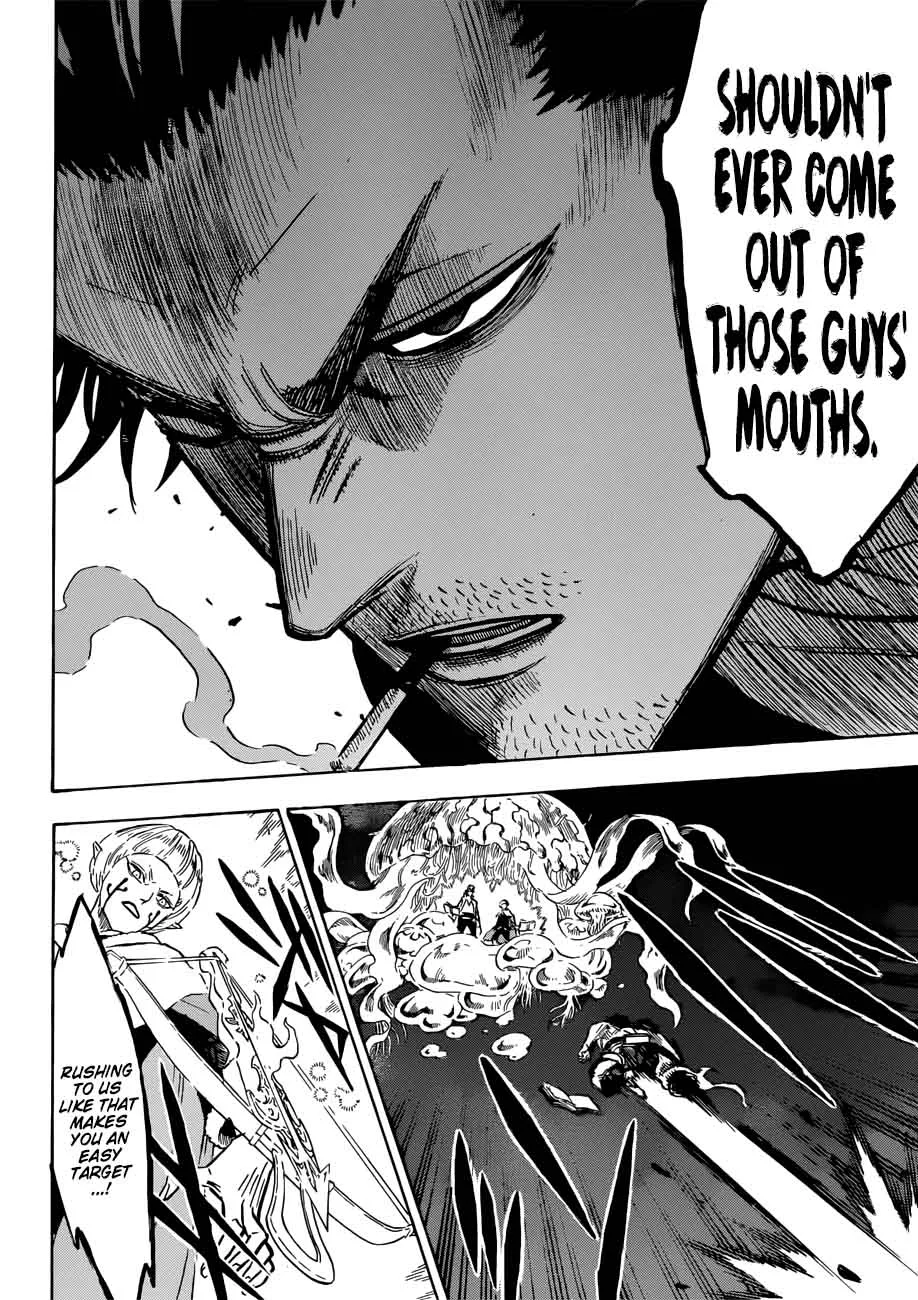 SHOULDN'T
EVER COME
OUT OF
THOSE GUYS'
MOUTHS.
RUSHING
TO US
LIKE THAT
MAKES
YOU AN
EASY
TARGET
...!